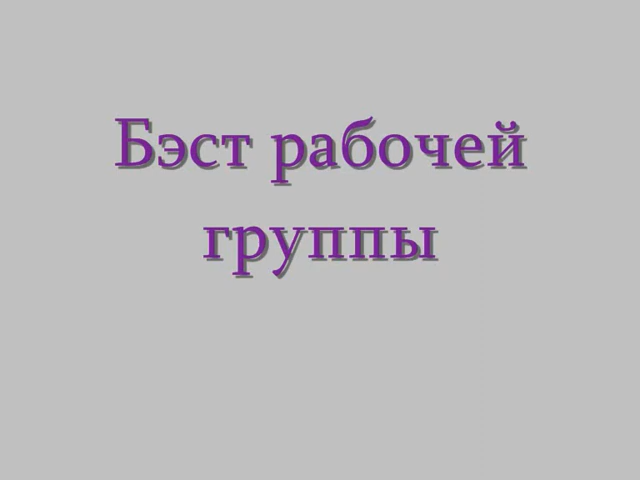 Бэст рабочей
группы